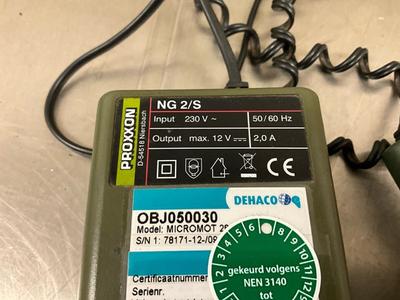 PROXXON
D-54518 Niersbach
NG 2/S
Input 230 V ~ 50/60 Hz
Output max. 12 V 2,0 A
CE
DEHACO
OBJ050030
Model: MICROMOT
S/N 1: 78171-12-/09
Certificaatnummer
Serienr.
1 2 3 4 5 6 7 8 9 10 11 12
gekeurd volgens
NEN 3140
tot